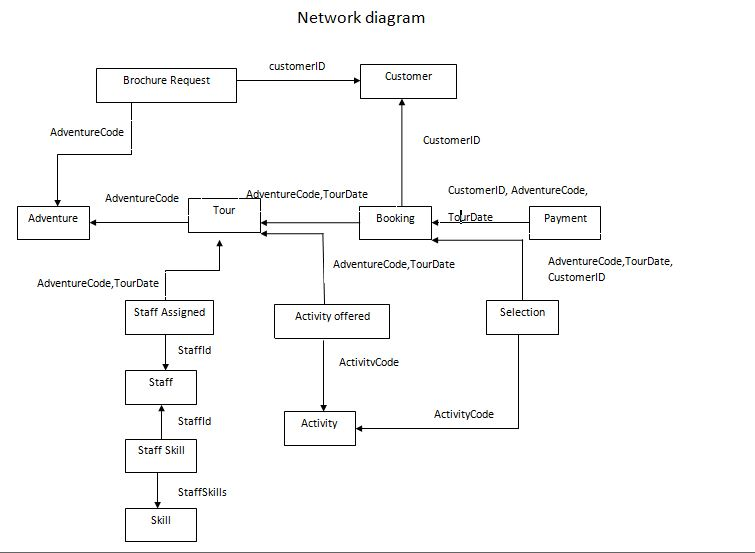 Network diagram
customerID
Brochure Request
Customer
AdventureCode
CustomerID
AdventureCode
AdventureCode,TourDate
CustomerID, AdventureCode,
TourDate
Adventure
Tour
Booking
Payment
AdventureCode,TourDate
AdventureCode,TourDate,
CustomerID
AdventureCode,TourDate
Staff Assigned
Activity offered
Selection
StaffId
ActivityCode
Staff
ActivityCode
StaffId
Activity
Staff Skill
StaffSkills
Skill